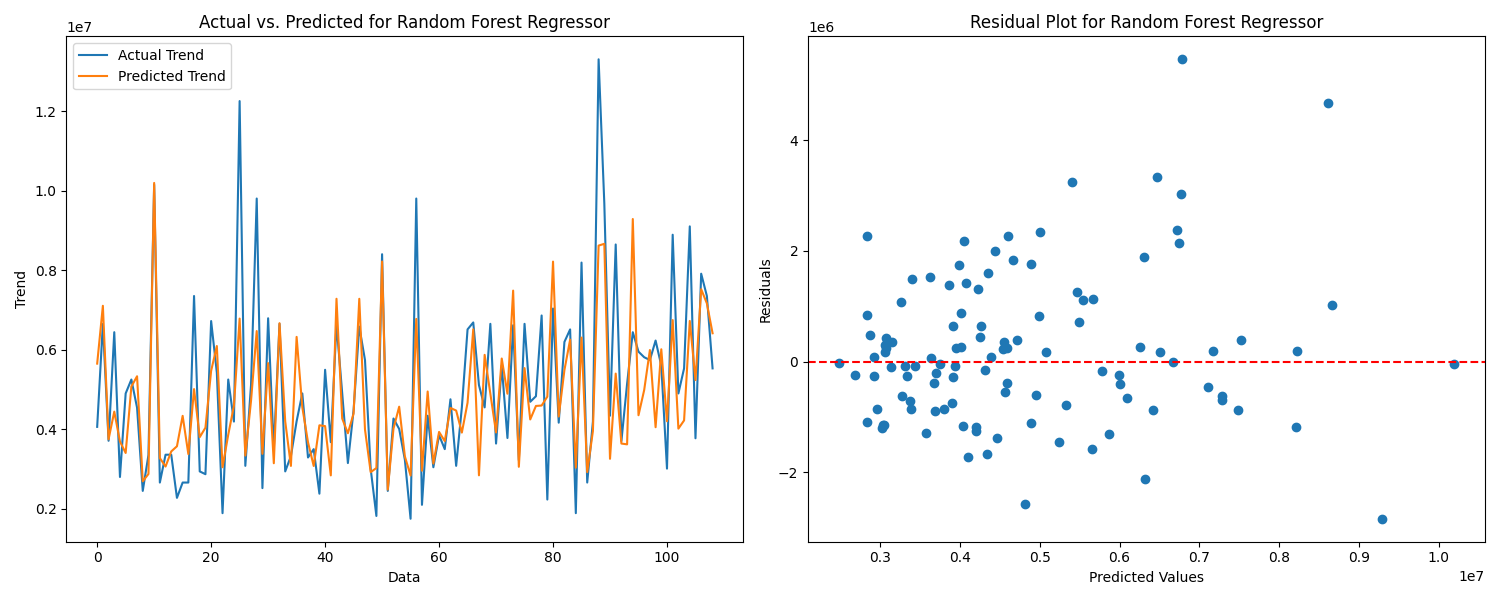 Actual vs. Predicted for Random Forest Regressor
1e7
Actual Trend
Predicted Trend
1.2
1.0
0.8
0.6
0.4
0.2
Trend
0
20
40
60
80
100
Data
Residual Plot for Random Forest Regressor
1e6
4
2
0
−2
Residuals
0.3
0.4
0.5
0.6
0.7
0.8
0.9
1.0
1e7
Predicted Values